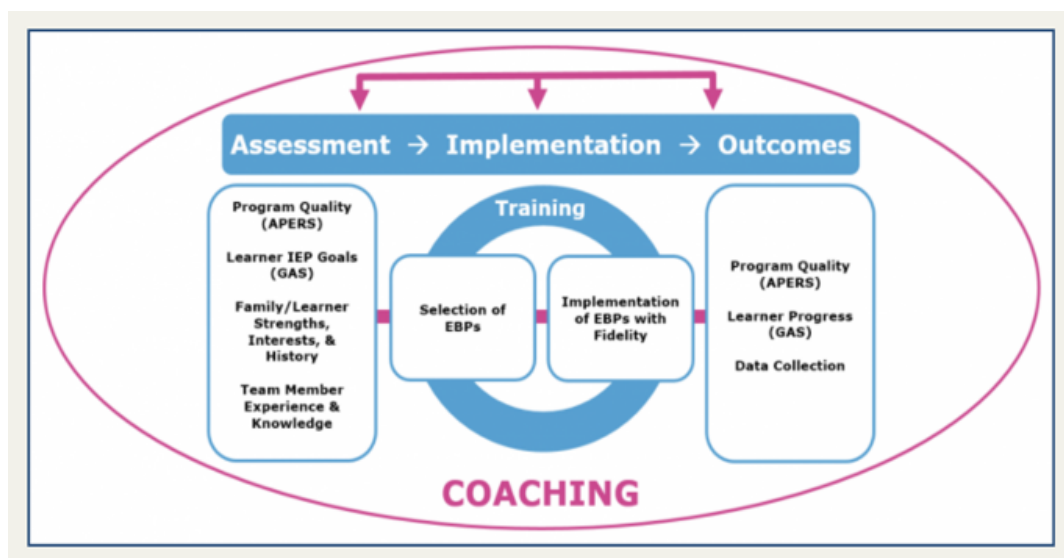 Assessment → Implementation → Outcomes
Program Quality
(APERS)
Learner IEP Goals
(GAS)
Family/Learner
Strengths,
Interests, &
History
Team Member
Experience &
Knowledge
Training
Selection of
EBPs
Implementation
of EBPs with
Fidelity
Program Quality
(APERS)
Learner Progress
(GAS)
Data Collection
COACHING